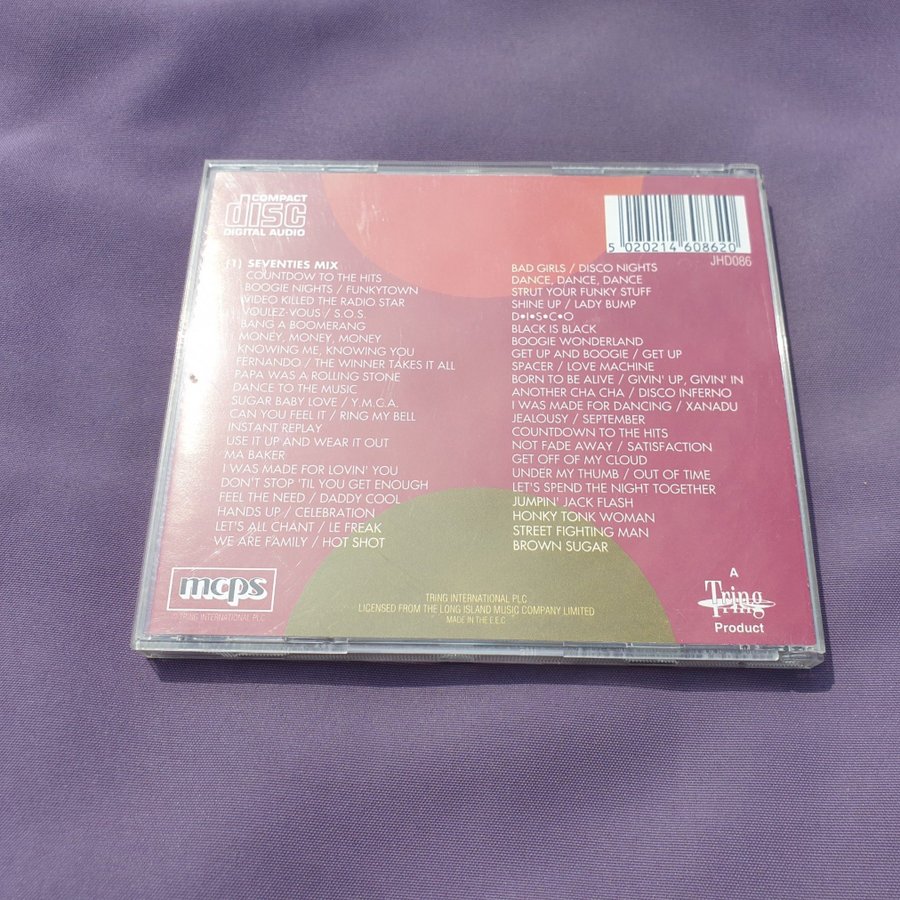 COMPACT
disc
DIGITAL AUDIO
(1) SEVENTIES MIX
COUNTDOW TO THE HITS
BOOGIE NIGHTS / FUNKYTOWN
VIDEO KILLED THE RADIO STAR
VOULEZ-VOUS / S.O.S.
BANG A BOOMERANG
MONEY, MONEY, MONEY
KNOWING ME, KNOWING YOU
FERNANDO / THE WINNER TAKES IT ALL
PAPA WAS A ROLLING STONE
DANCE TO THE MUSIC
SUGAR BABY LOVE / Y.M.C.A.
CAN YOU FEEL IT / RING MY BELL
INSTANT REPLAY
USE IT UP AND WEAR IT OUT
MA BAKER
I WAS MADE FOR LOVIN' YOU
DON'T STOP 'TIL YOU GET ENOUGH
FEEL THE NEED / DADDY COOL
HANDS UP / CELEBRATION
LET'S ALL CHANT / LE FREAK
WE ARE FAMILY / HOT SHOT
5 020214 608620
JHD086
BAD GIRLS / DISCO NIGHTS
DANCE, DANCE, DANCE
STRUT YOUR FUNKY STUFF
SHINE UP / LADY BUMP
D•I•S•C•O
BLACK IS BLACK
BOOGIE WONDERLAND
GET UP AND BOOGIE / GET UP
SPACER / LOVE MACHINE
BORN TO BE ALIVE / GIVIN' UP, GIVIN' IN
ANOTHER CHA CHA / DISCO INFERNO
I WAS MADE FOR DANCING / XANADU
JEALOUSY / SEPTEMBER
COUNTDOWN TO THE HITS
NOT FADE AWAY / SATISFACTION
GET OFF OF MY CLOUD
UNDER MY THUMB / OUT OF TIME
LET'S SPEND THE NIGHT TOGETHER
JUMPIN' JACK FLASH
HONKY TONK WOMAN
STREET FIGHTING MAN
BROWN SUGAR
mcps
© TRING INTERNATIONAL PLC
TRING INTERNATIONAL PLC
LICENSED FROM THE LONG ISLAND MUSIC COMPANY LIMITED
MADE IN THE E.E.C
A
Tring
Product